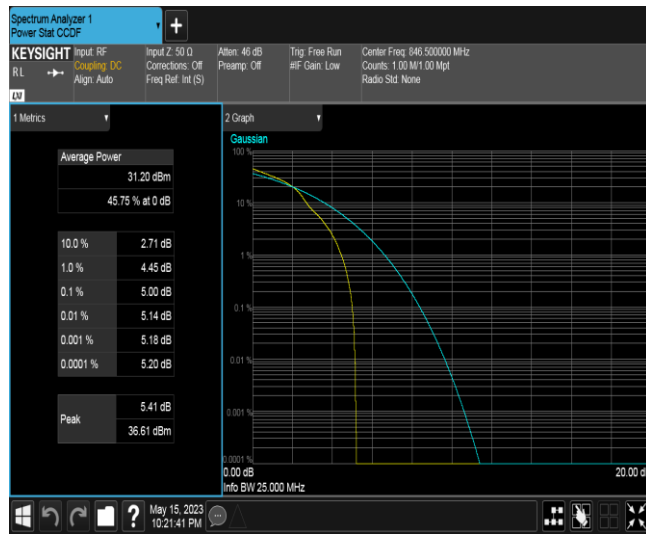 Spectrum Analyzer 1
Power Stat CCDF
KEYSIGHT
RL
LXI
Input: RF
Coupling: DC
Align: Auto
Input Z: 50 Ω
Corrections: Off
Freq Ref: Int (S)
Atten: 46 dB
Preamp: Off
Trig: Free Run
#IF Gain: Low
Center Freq: 846.500000 MHz
Counts: 1.00 M/1.00 Mpt
Radio Std: None
1 Metrics
Average Power
31.20 dBm
45.75 % at 0 dB
10.0 % 2.71 dB
1.0 % 4.45 dB
0.1 % 5.00 dB
0.01 % 5.14 dB
0.001 % 5.18 dB
0.0001 % 5.20 dB
Peak
5.41 dB
36.61 dBm
2 Graph
Gaussian
100 %
10 %
1 %
0.1 %
0.01 %
0.001 %
0.0001 %
0.00 dB
20.00 d
Info BW 25.000 MHz
?
May 15, 2023
10:21:41 PM